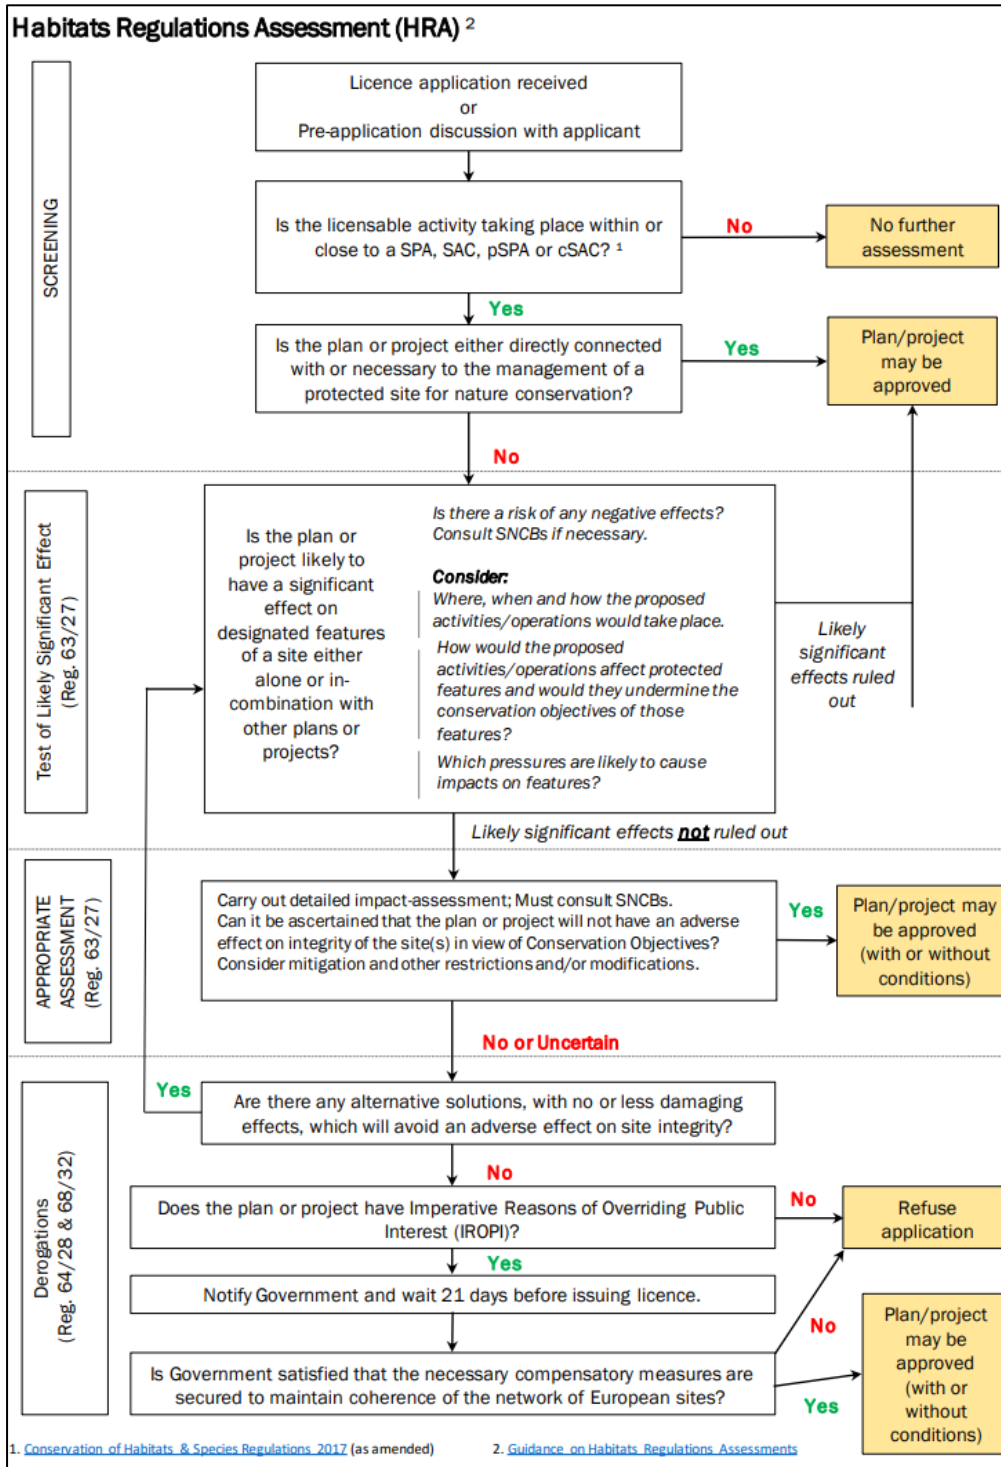 Habitats Regulations Assessment (HRA) 2
SCREENING
Licence application received
or
Pre-application discussion with applicant
Is the licensable activity taking place within or
close to a SPA, SAC, pSPA or cSAC? 1
No
No further
assessment
Yes
Is the plan or project either directly connected
with or necessary to the management of a
protected site for nature conservation?
Yes
Plan/project
may be
approved
No
Test of Likely Significant Effect
(Reg. 63/27)
Is the plan or
project likely to
have a significant
effect on
designated features
of a site either
alone or in-
combination with
other plans or
projects?
Is there a risk of any negative effects?
Consult SNCBs if necessary.
Consider:
Where, when and how the proposed
activities/operations would take place.
How would the proposed
activities/operations affect protected
features and would they undermine the
conservation objectives of those
features?
Which pressures are likely to cause
impacts on features?
Likely
significant
effects ruled
out
Likely significant effects not ruled out
APPROPRIATE
ASSESSMENT
(Reg. 63/27)
Carry out detailed impact-assessment; Must consult SNCBs.
Can it be ascertained that the plan or project will not have an adverse
effect on integrity of the site(s) in view of Conservation Objectives?
Consider mitigation and other restrictions and/or modifications.
Yes
Plan/project may
be approved
(with or without
conditions)
No or Uncertain
Derogations
(Reg. 64/28 & 68/32)
Yes
Are there any alternative solutions, with no or less damaging
effects, which will avoid an adverse effect on site integrity?
No
Does the plan or project have Imperative Reasons of Overriding Public
Interest (IROPI)?
No
Refuse
application
Yes
Notify Government and wait 21 days before issuing licence.
No
Is Government satisfied that the necessary compensatory measures are
secured to maintain coherence of the network of European sites?
Yes
Plan/project
may be
approved
(with or
without
conditions)
1. Conservation of Habitats & Species Regulations 2017 (as amended)
2. Guidance on Habitats Regulations Assessments